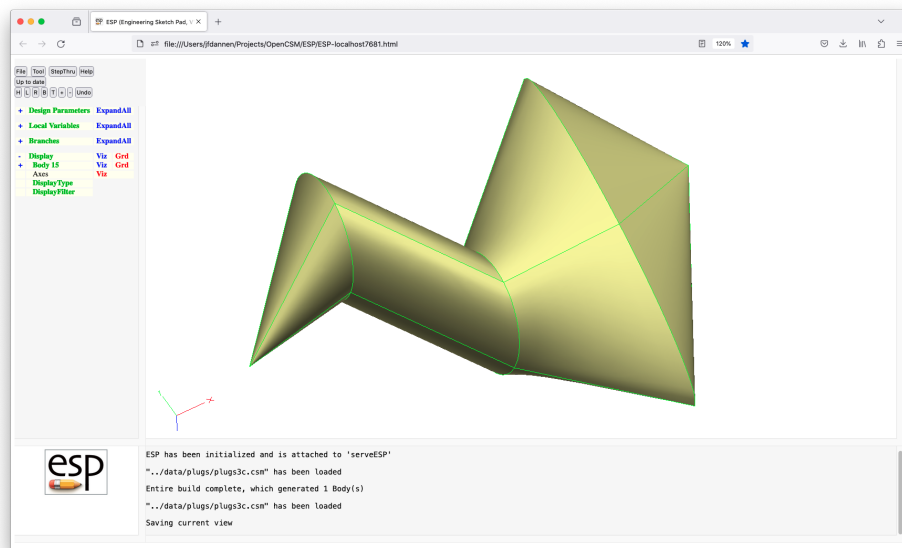 ESP (Engineering Sketch Pad, V
file:///Users/jfdannen/Projects/OpenCSM/ESP/ESP-localhost7681.html
120%
File Tool StepThru Help
Up to date
H L R B T + - Undo
+ Design Parameters ExpandAll
+ Local Variables ExpandAll
+ Branches ExpandAll
- Display Viz Grd
+ Body 15 Viz Grd
Axes Viz
DisplayType
DisplayFilter
X
esp
ESP has been initialized and is attached to 'serveESP'
"../data/plugs/plugs3c.csm" has been loaded
Entire build complete, which generated 1 Body(s)
"../data/plugs/plugs3c.csm" has been loaded
Saving current view